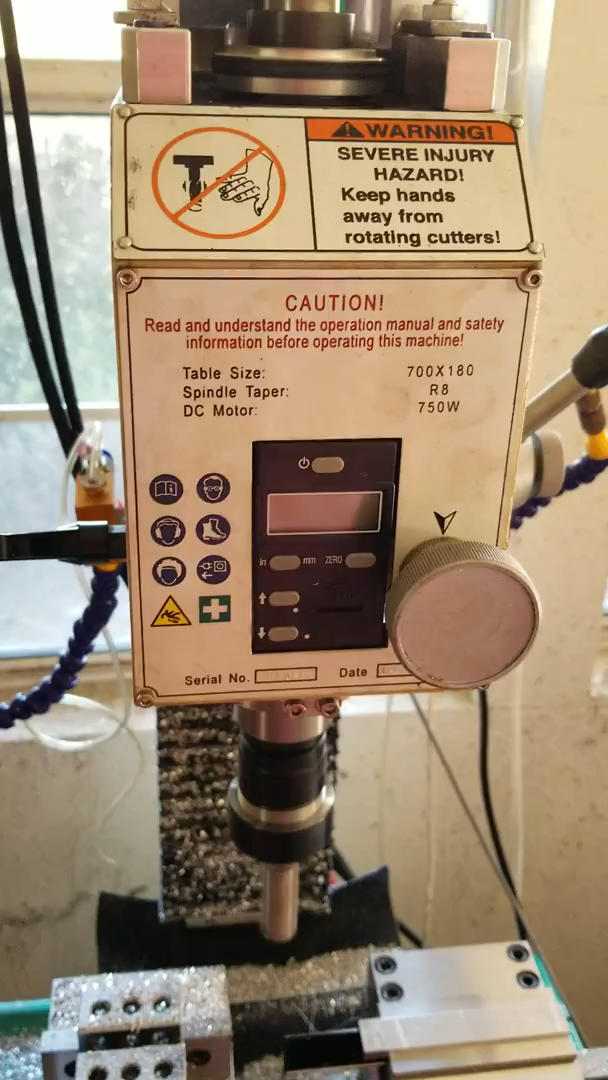 WARNING!
SEVERE INJURY
HAZARD!
Keep hands
away from
rotating cutters!
CAUTION!
Read and understand the operation manual and safety
information before operating this machine!
Table Size: 700X180
Spindle Taper: R8
DC Motor: 750W
in mm ZERO
Serial No. Date